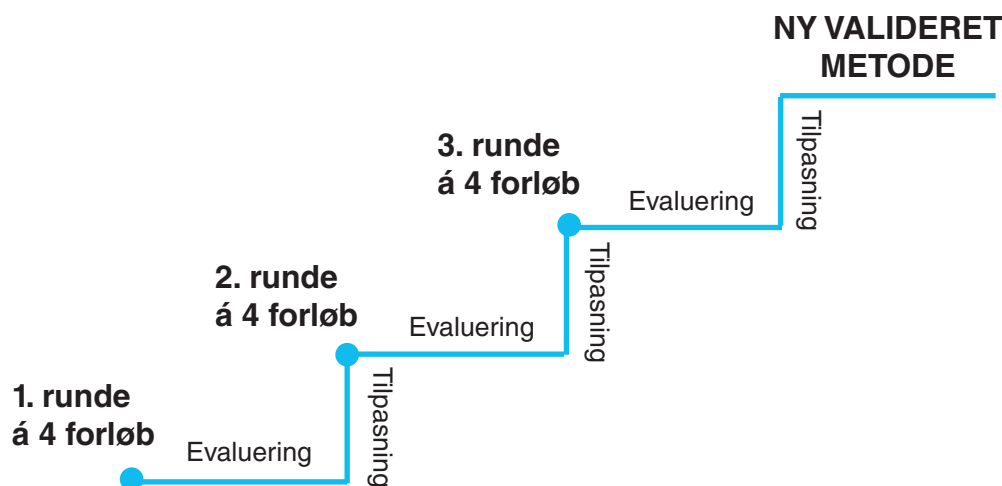 NY VALIDERET
METODE
Tilpasning
3. runde
á 4 forløb
Evaluering
Tilpasning
2. runde
á 4 forløb
Evaluering
Tilpasning
1. runde
á 4 forløb
Evaluering